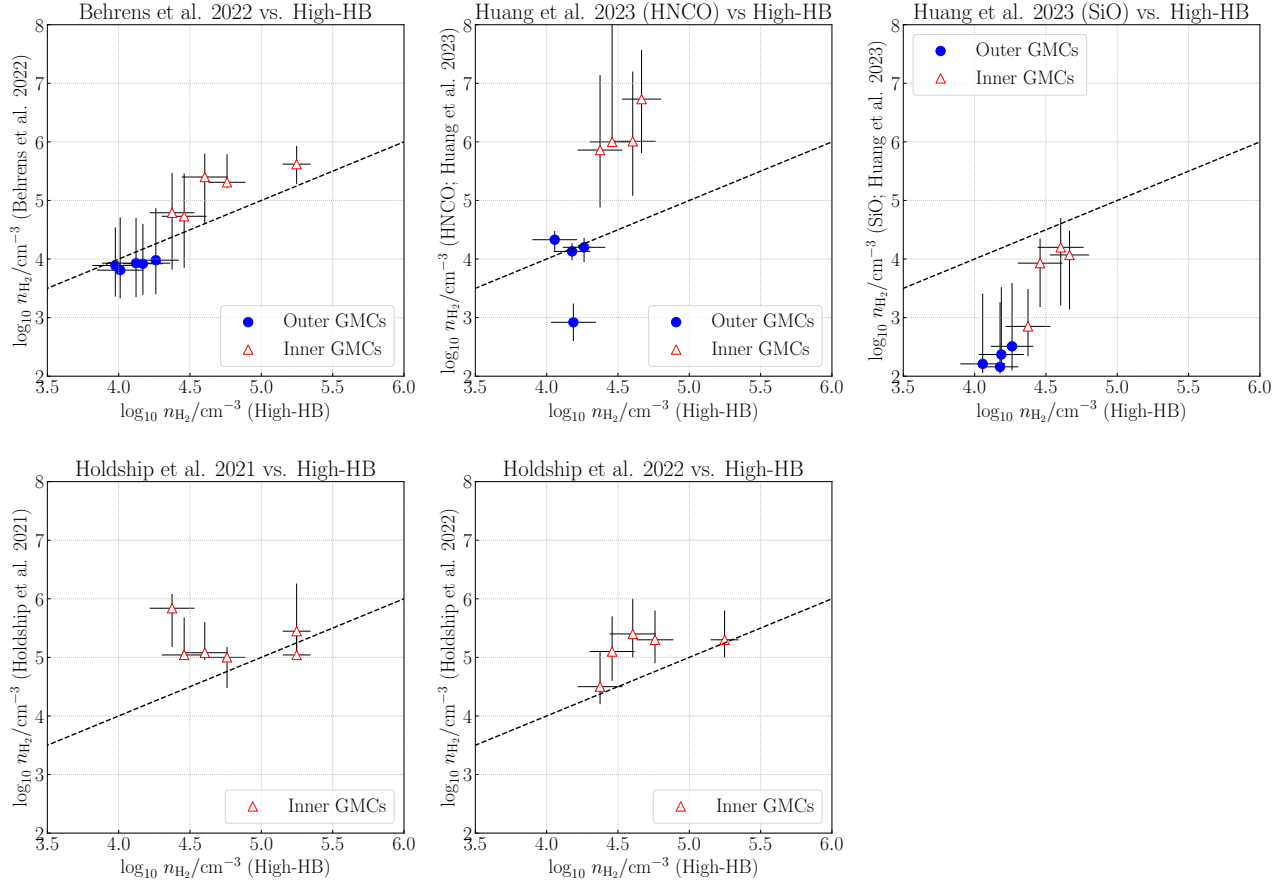 Behrens et al. 2022 vs. High-HB
8
7
6
5
4
3
2
log₁₀ n_H₂/cm⁻³ (Behrens et al. 2022)
Outer GMCs
Inner GMCs
3.5 4.0 4.5 5.0 5.5 6.0
log₁₀ n_H₂/cm⁻³ (High-HB)
Huang et al. 2023 (HNCO) vs High-HB
8
7
6
5
4
3
2
log₁₀ n_H₂/cm⁻³ (HNCO; Huang et al. 2023)
Outer GMCs
Inner GMCs
3.5 4.0 4.5 5.0 5.5 6.0
log₁₀ n_H₂/cm⁻³ (High-HB)
Huang et al. 2023 (SiO) vs. High-HB
8
7
6
5
4
3
2
log₁₀ n_H₂/cm⁻³ (SiO; Huang et al. 2023)
Outer GMCs
Inner GMCs
3.5 4.0 4.5 5.0 5.5 6.0
log₁₀ n_H₂/cm⁻³ (High-HB)
Holdship et al. 2021 vs. High-HB
8
7
6
5
4
3
2
log₁₀ n_H₂/cm⁻³ (Holdship et al. 2021)
Inner GMCs
3.5 4.0 4.5 5.0 5.5 6.0
log₁₀ n_H₂/cm⁻³ (High-HB)
Holdship et al. 2022 vs. High-HB
8
7
6
5
4
3
2
log₁₀ n_H₂/cm⁻³ (Holdship et al. 2022)
Inner GMCs
3.5 4.0 4.5 5.0 5.5 6.0
log₁₀ n_H₂/cm⁻³ (High-HB)